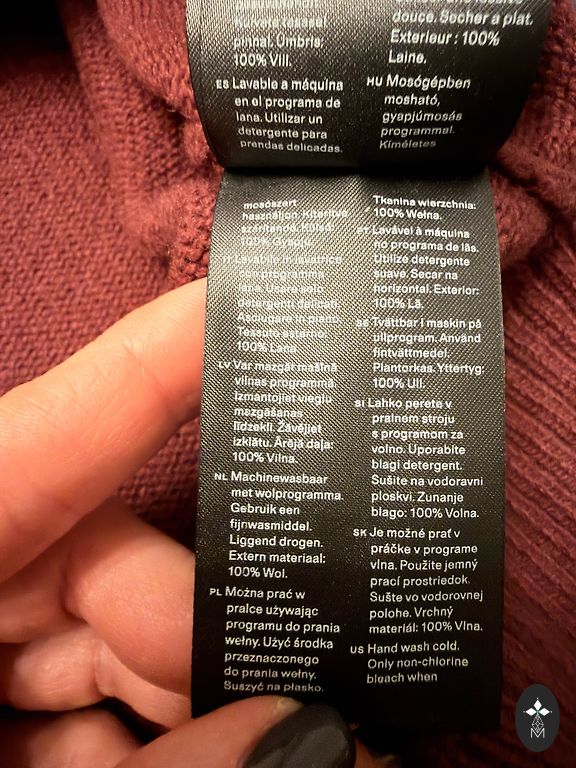 Kuivata tasossa!
100% Vill.
ES Lavable a máquina
en el programa de
lana. Utilizar un
detergente para
prendas delicadas.
douce. Secher a plat.
Exterieur : 100%
Laine.
HU Mosógépben
mosható,
gyapjúmosás
programmal.
Kíméletes
mosószert
használjon. Kiterítve
szárítandó. Külső:
100% Gyapjú.
IT Lavabile in lavatrice
con programma
lana. Usare solo
detergenti delicati.
Asciugare in piano.
Tessuto esterno:
100% Lana.
LV Var mazgāt mašīnā
vilnas programmā.
Izmantojiet vieglu
mazgāšanas
līdzekli. Žāvējiet
izklātu. Ārējā daļa:
100% Vilna.
NL Machinewasbaar
met wolprogramma.
Gebruik een
fijnwasmiddel.
Liggend drogen.
Extern materiaal:
100% Wol.
PL Można prać w
pralce używając
programu do prania
wełny. Użyć środka
przeznaczonego
do prania wełny.
Suszyć na płasko.
Tkanina wierzchnia:
100% Wełna.
PT Lavável à máquina
no programa de lãs.
Utilize detergente
suave. Secar na
horizontal. Exterior:
100% Lã.
SE Tvättbar i maskin på
ullprogram. Använd
fintvättmedel.
Plantorkas. Yttertyg:
100% Ull.
SI Lahko perete v
pralnem stroju
s programom za
volno. Uporabite
blagi detergent.
Sušite na vodoravni
ploskvi. Zunanje
blago: 100% Volna.
SK Je možné prať v
práčke v programe
vlna. Použite jemný
prací prostriedok.
Sušte vo vodorovnej
polohe. Vrchný
materiál: 100% Vlna.
US Hand wash cold.
Only non-chlorine
bleach when